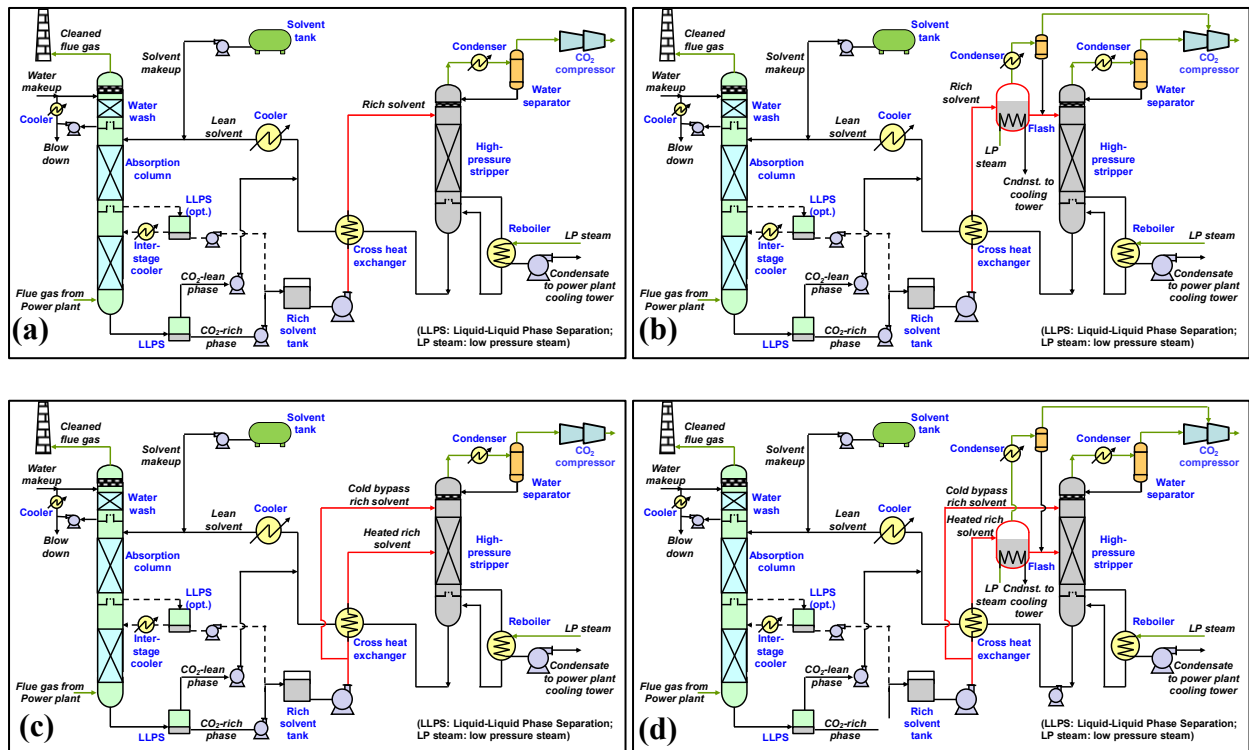 Cleaned
flue gas
Solvent
makeup
Solvent
tank
Condenser
CO2
compressor
Water
separator
Water
makeup
Cooler
Water
wash
Blow
down
Lean
solvent
Cooler
Rich solvent
Absorption
column
High-
pressure
stripper
LLPS
(opt.)
Inter-
stage
cooler
Cross heat
exchanger
Reboiler
LP steam
Condensate
to power plant
cooling tower
CO2-lean
phase
Flue gas from
Power plant
Rich
solvent
tank
LLPS
CO2-rich
phase
(LLPS: Liquid-Liquid Phase Separation;
LP steam: low pressure steam)
(a)
Cleaned
flue gas
Solvent
makeup
Solvent
tank
Condenser
Condenser
CO2
compressor
Water
separator
Water
makeup
Cooler
Water
wash
Blow
down
Lean
solvent
Cooler
Rich
solvent
Flash
LP
steam
Cndnst. to
cooling
tower
Absorption
column
High-
pressure
stripper
LLPS
(opt.)
Inter-
stage
cooler
Cross heat
exchanger
Reboiler
LP steam
Condensate
to power plant
cooling tower
CO2-lean
phase
Flue gas from
Power plant
Rich
solvent
tank
LLPS
CO2-rich
phase
(LLPS: Liquid-Liquid Phase Separation;
LP steam: low pressure steam)
(b)
Cleaned
flue gas
Solvent
makeup
Solvent
tank
Condenser
CO2
compressor
Water
separator
Water
makeup
Cooler
Water
wash
Blow
down
Lean
solvent
Cooler
Cold bypass
rich solvent
Heated rich
solvent
Absorption
column
High-
pressure
stripper
LLPS
(opt.)
Inter-
stage
cooler
Cross heat
exchanger
Reboiler
LP steam
Condensate
to power plant
cooling tower
CO2-lean
phase
Flue gas from
Power plant
Rich
solvent
tank
LLPS
CO2-rich
phase
(LLPS: Liquid-Liquid Phase Separation;
LP steam: low pressure steam)
(c)
Cleaned
flue gas
Solvent
makeup
Solvent
tank
Condenser
Condenser
CO2
compressor
Water
separator
Water
makeup
Cooler
Water
wash
Blow
down
Lean
solvent
Cooler
Cold bypass
rich solvent
Heated rich
solvent
Flash
LP
steam
Cndnst. to
cooling
tower
Absorption
column
High-
pressure
stripper
LLPS
(opt.)
Inter-
stage
cooler
Cross heat
exchanger
Reboiler
LP steam
Condensate
to power plant
cooling tower
CO2-lean
phase
Flue gas from
Power plant
Rich
solvent
tank
LLPS
CO2-rich
phase
(LLPS: Liquid-Liquid Phase Separation;
LP steam: low pressure steam)
(d)